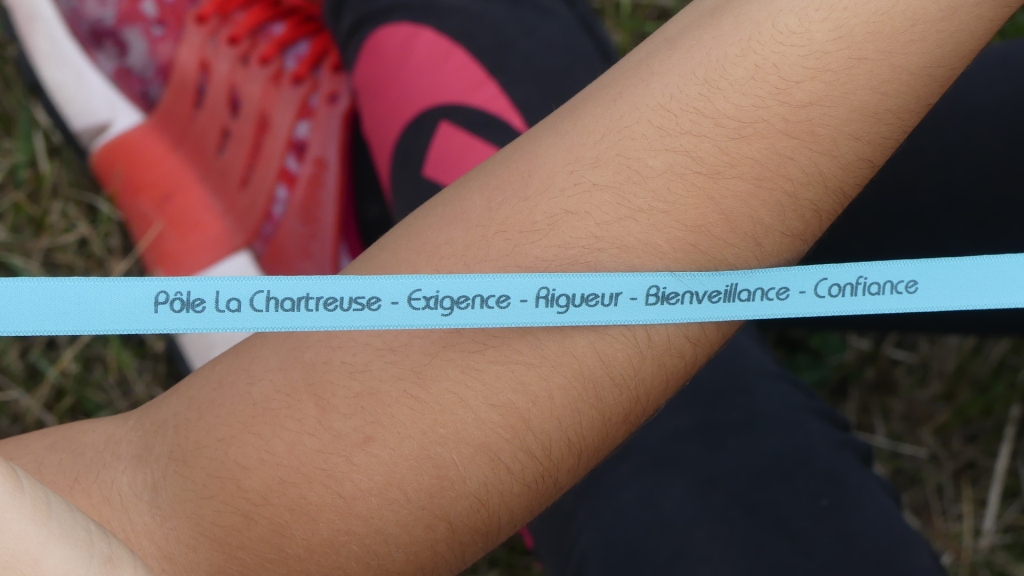 Pôle La Chartreuse - Exigence - Rigueur - Bienveillance - Confiance